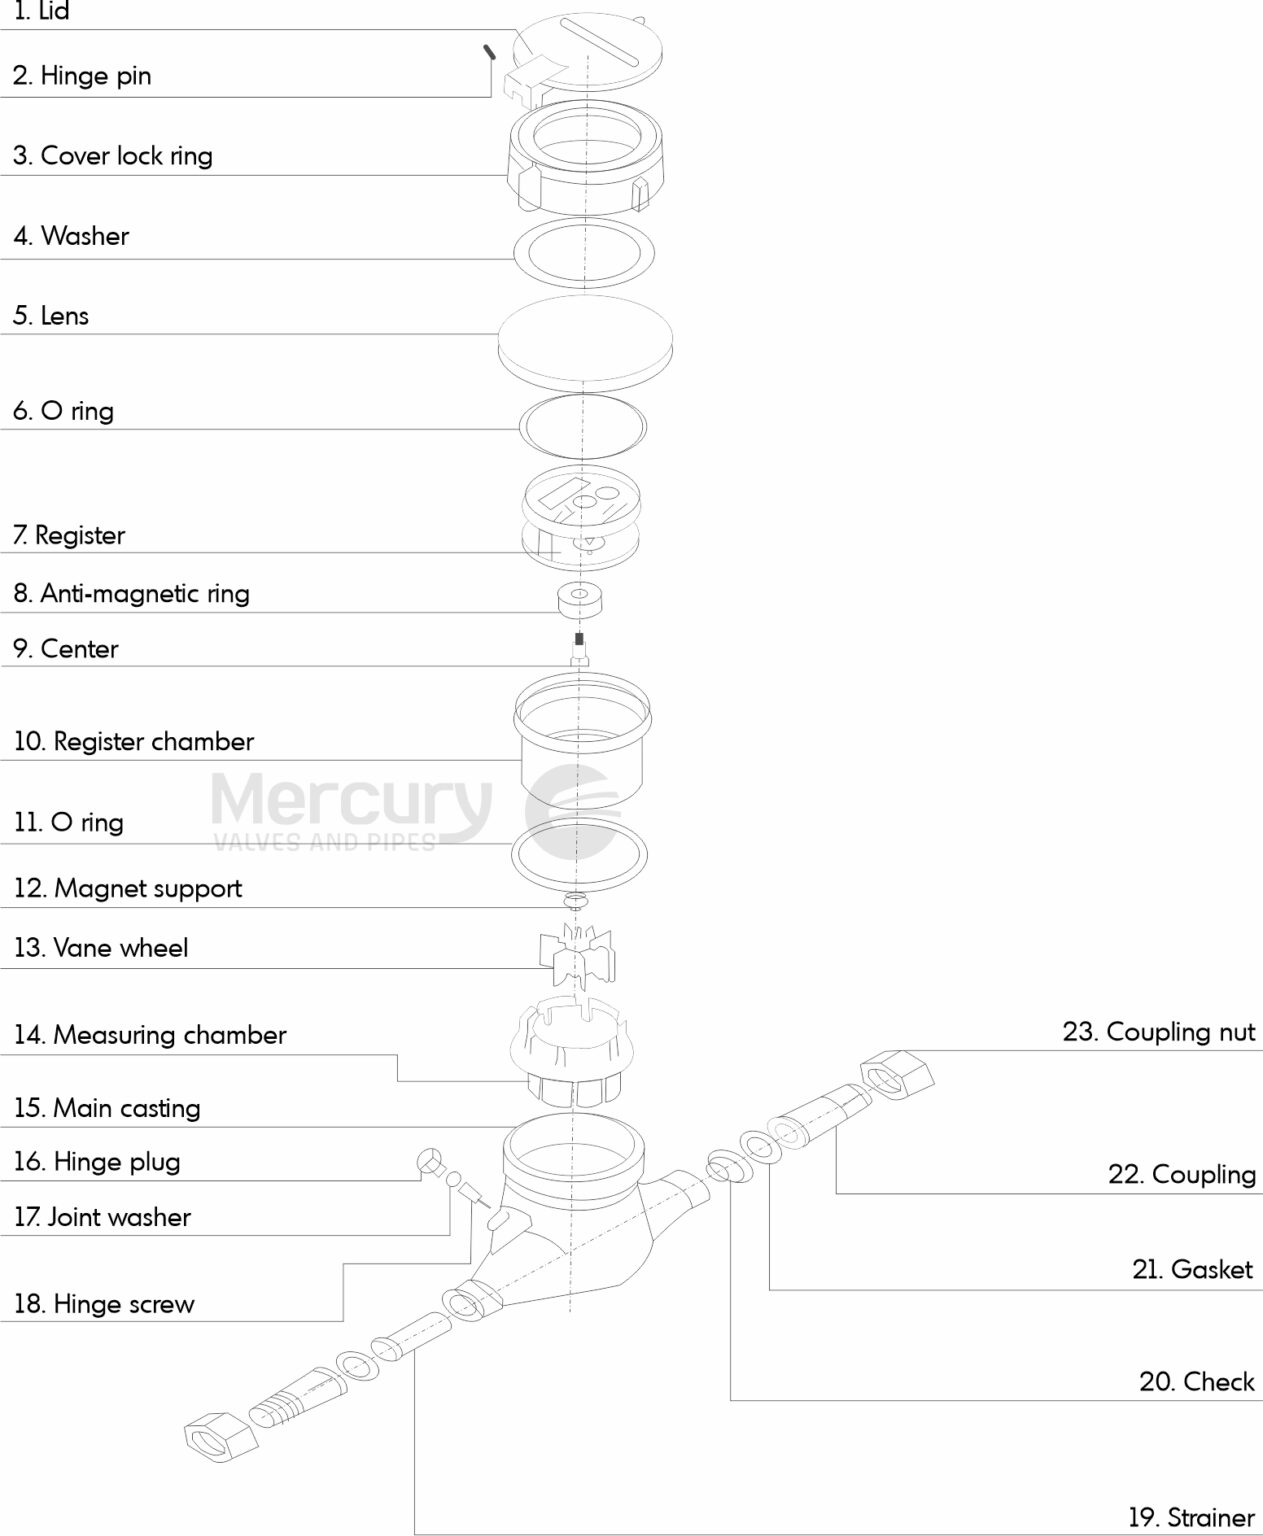 1. Lid
2. Hinge pin
3. Cover lock ring
4. Washer
5. Lens
6. O ring
7. Register
8. Anti-magnetic ring
9. Center
10. Register chamber
Mercury
VALVES AND PIPES
11. O ring
12. Magnet support
13. Vane wheel
14. Measuring chamber
15. Main casting
16. Hinge plug
17. Joint washer
18. Hinge screw
23. Coupling nut
22. Coupling
21. Gasket
20. Check
19. Strainer